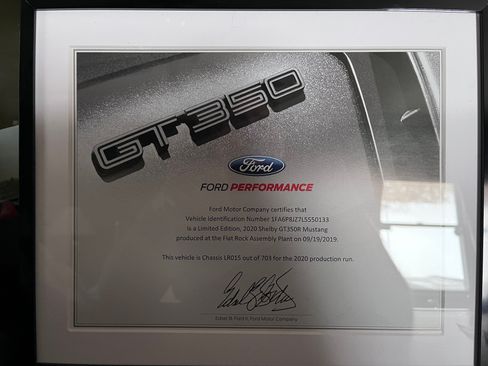 GT350
Ford
FORD PERFORMANCE
Ford Motor Company certifies that
Vehicle Identification Number 1FA6P8JZ7L5550133
is a Limited Edition, 2020 Shelby GT350R Mustang
produced at the Flat Rock Assembly Plant on 09/19/2019.
This vehicle is Chassis LR015 out of 703 for the 2020 production run.
Edsel B. Ford II, Ford Motor Company